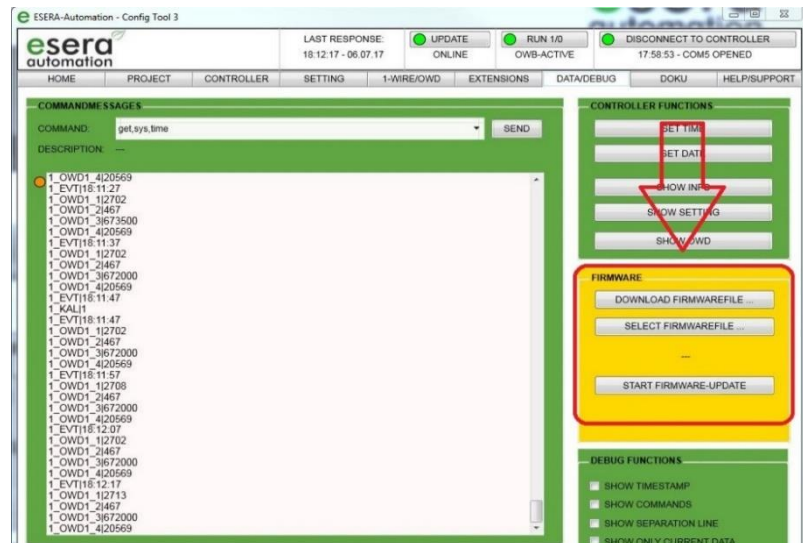 ESERA-Automation - Config Tool 3
esera
automation
LAST RESPONSE:
18:12:17 - 06.07.17
UPDATE
ONLINE
RUN 1/0
OWB-ACTIVE
DISCONNECT TO CONTROLLER
17:58:53 - COM5 OPENED
HOME PROJECT CONTROLLER SETTING 1-WIRE/OWD EXTENSIONS DATA/DEBUG DOKU HELP/SUPPORT
COMMANDMESSAGES
COMMAND: get,sys,time SEND
DESCRIPTION: ---
1_OWD1_4|20569
1_EVT|18:11:27
1_OWD1_1|2702
1_OWD1_2|467
1_OWD1_3|673500
1_OWD1_4|20569
1_EVT|18:11:37
1_OWD1_1|2702
1_OWD1_2|467
1_OWD1_3|672000
1_OWD1_4|20569
1_EVT|18:11:47
1_KAL|1
1_EVT|18:11:47
1_OWD1_1|2702
1_OWD1_2|467
1_OWD1_3|672000
1_OWD1_4|20569
1_EVT|18:11:57
1_OWD1_1|2708
1_OWD1_2|467
1_OWD1_3|672000
1_OWD1_4|20569
1_EVT|18:12:07
1_OWD1_1|2702
1_OWD1_2|467
1_OWD1_3|672000
1_OWD1_4|20569
1_EVT|18:12:17
1_OWD1_1|2713
1_OWD1_2|467
1_OWD1_3|672000
1_OWD1_4|20569
CONTROLLER FUNCTIONS
SET TIME
SET DATE
SHOW INFO
SHOW SETTING
SHOW OWD
FIRMWARE
DOWNLOAD FIRMWAREFILE ...
SELECT FIRMWAREFILE ...
---
START FIRMWARE-UPDATE
DEBUG FUNCTIONS
SHOW TIMESTAMP
SHOW COMMANDS
SHOW SEPARATION LINE
SHOW ONLY CURRENT DATA